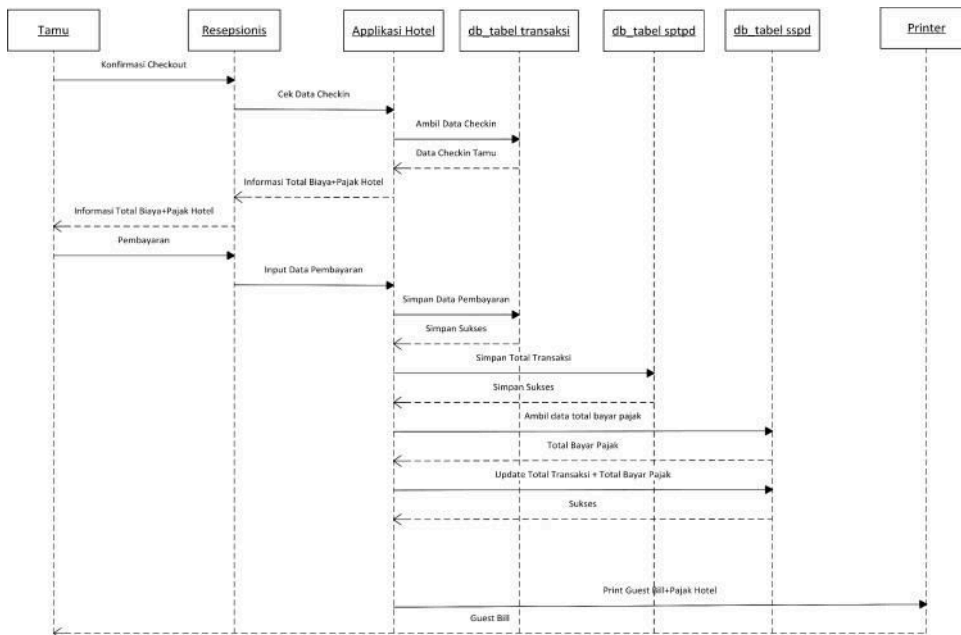 Tamu
Resepsionis
Applikasi Hotel
db_tabel transaksi
db_tabel sptpd
db_tabel sspd
Printer
Konfirmasi Checkout
Cek Data Checkin
Ambil Data Checkin
Data Checkin Tamu
Informasi Total Biaya+Pajak Hotel
Informasi Total Biaya+Pajak Hotel
Pembayaran
Input Data Pembayaran
Simpan Data Pembayaran
Simpan Sukses
Simpan Total Transaksi
Simpan Sukses
Ambil data total bayar pajak
Total Bayar Pajak
Update Total Transaksi + Total Bayar Pajak
Sukses
Print Guest Bill+Pajak Hotel
Guest Bill